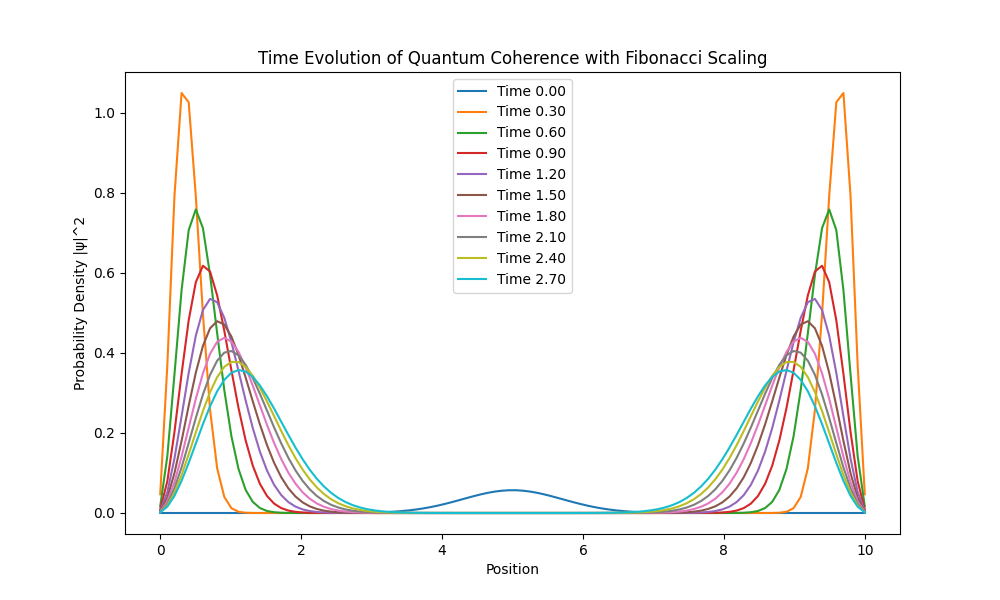 Time Evolution of Quantum Coherence with Fibonacci Scaling
Probability Density |ψ|^2
1.0
0.8
0.6
0.4
0.2
0.0
Time 0.00
Time 0.30
Time 0.60
Time 0.90
Time 1.20
Time 1.50
Time 1.80
Time 2.10
Time 2.40
Time 2.70
0 2 4 6 8 10
Position